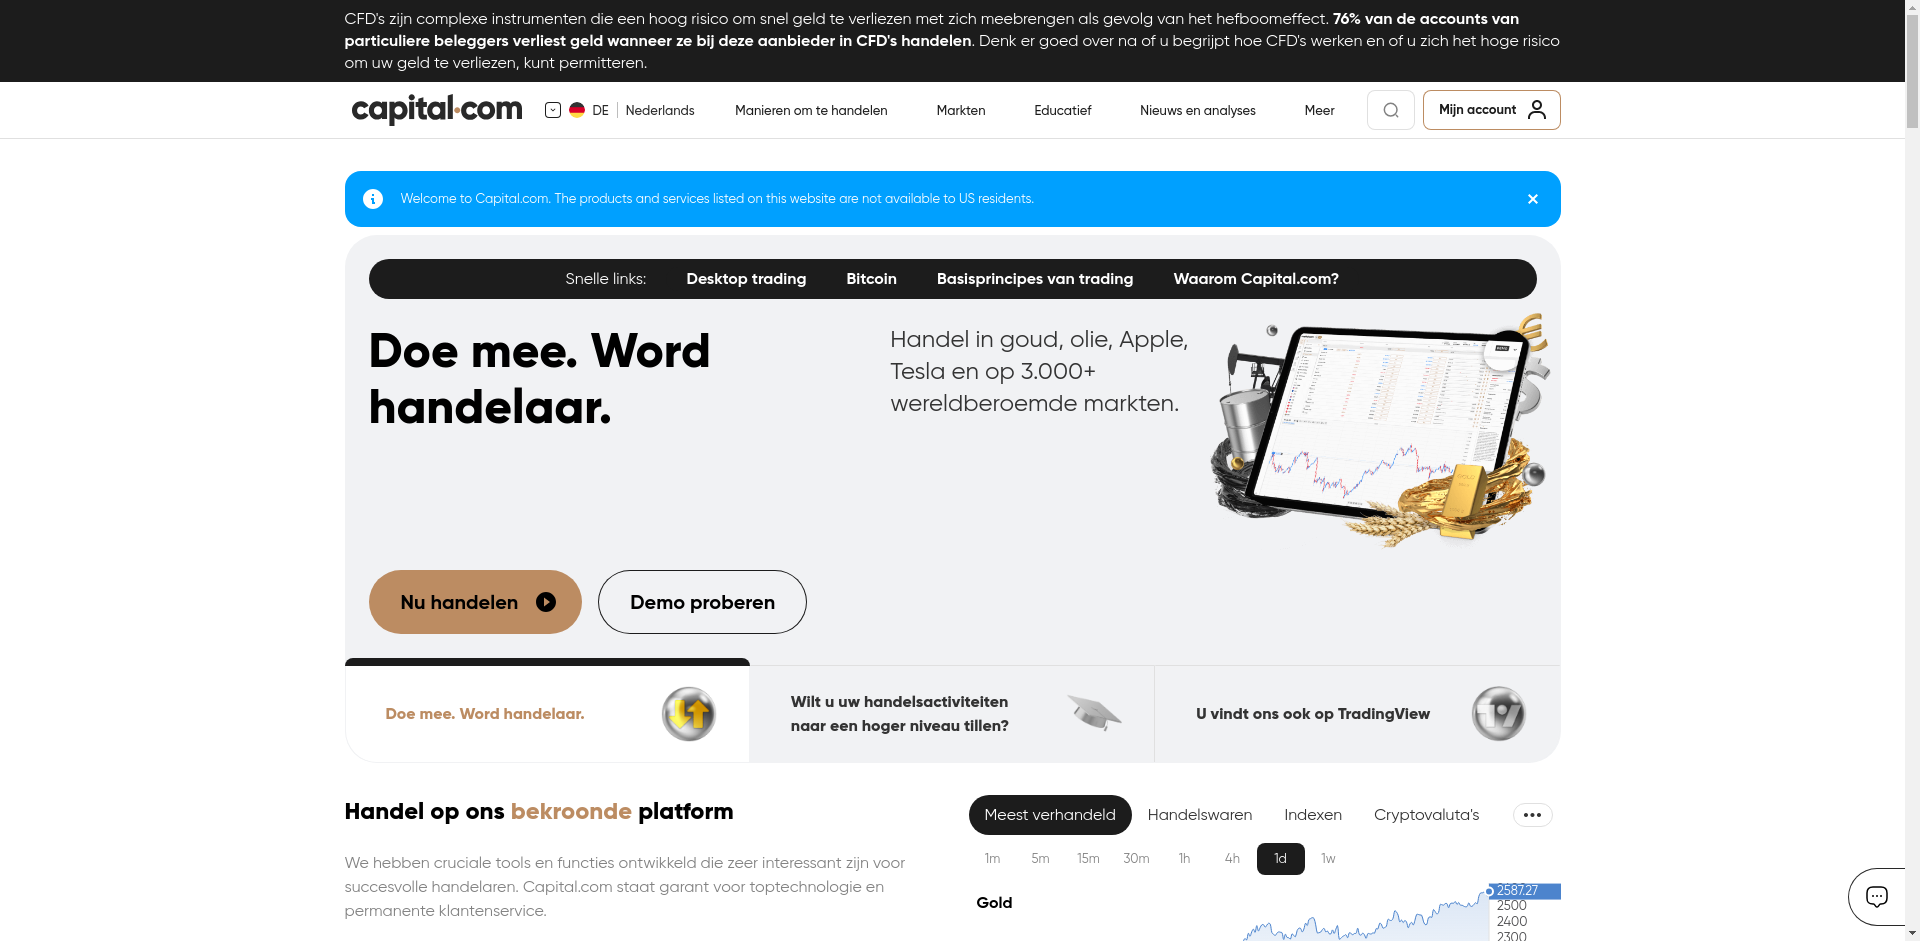 CFD's zijn complexe instrumenten die een hoog risico om snel geld te verliezen met zich meebrengen als gevolg van het hefboomeffect. 76% van de accounts van
particuliere beleggers verliest geld wanneer ze bij deze aanbieder in CFD's handelen. Denk er goed over na of u begrijpt hoe CFD's werken en of u zich het hoge risico
om uw geld te verliezen, kunt permitteren.
capital.com
DE Nederlands
Manieren om te handelen
Markten
Educatief
Nieuws en analyses
Meer
Mijn account
Welcome to Capital.com. The products and services listed on this website are not available to US residents.
Snelle links: Desktop trading Bitcoin Basisprincipes van trading Waarom Capital.com?
Doe mee. Word
handelaar.
Handel in goud, olie, Apple,
Tesla en op 3.000+
wereldberoemde markten.
Nu handelen
Demo proberen
Doe mee. Word handelaar.
Wilt u uw handelsactiviteiten
naar een hoger niveau tillen?
U vindt ons ook op TradingView
Handel op ons bekroonde platform
We hebben cruciale tools en functies ontwikkeld die zeer interessant zijn voor
succesvolle handelaren. Capital.com staat garant voor toptechnologie en
permanente klantenservice.
Meest verhandeld Handelswaren Indexen Cryptovaluta's
1m 5m 15m 30m 1h 4h 1d 1w
Gold
2587.27
2500
2400
2300